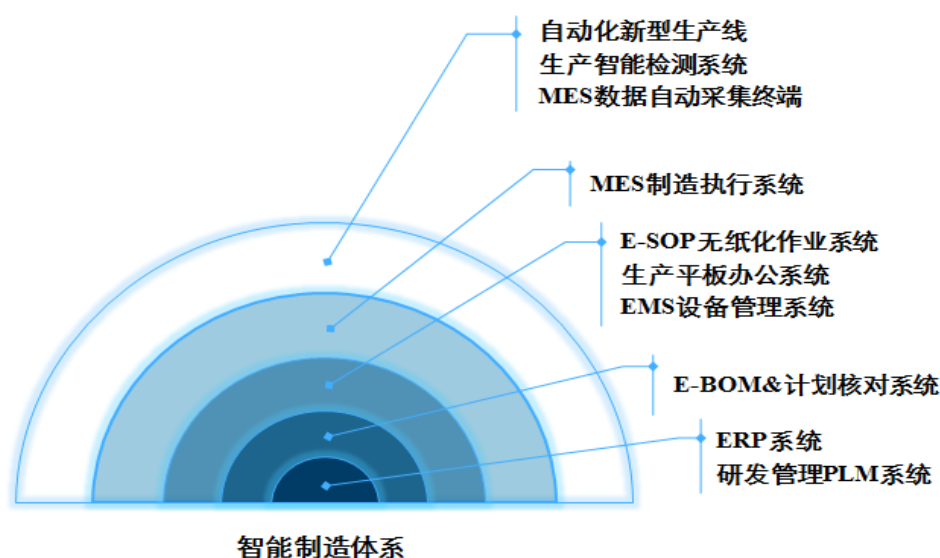 自动化新型生产线
生产智能检测系统
MES数据自动采集终端
MES制造执行系统
E-SOP无纸化作业系统
生产平板办公系统
EMS设备管理系统
E-BOM&计划核对系统
ERP系统
研发管理PLM系统
智能制造体系